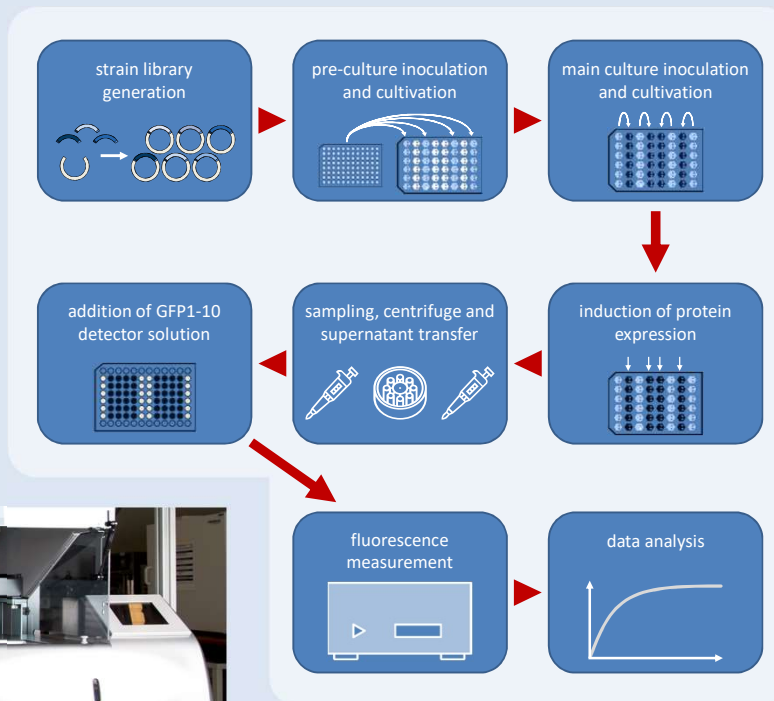 strain library
generation
pre-culture inoculation
and cultivation
main culture inoculation
and cultivation
induction of protein
expression
sampling, centrifuge and
supernatant transfer
addition of GFP1-10
detector solution
fluorescence
measurement
data analysis